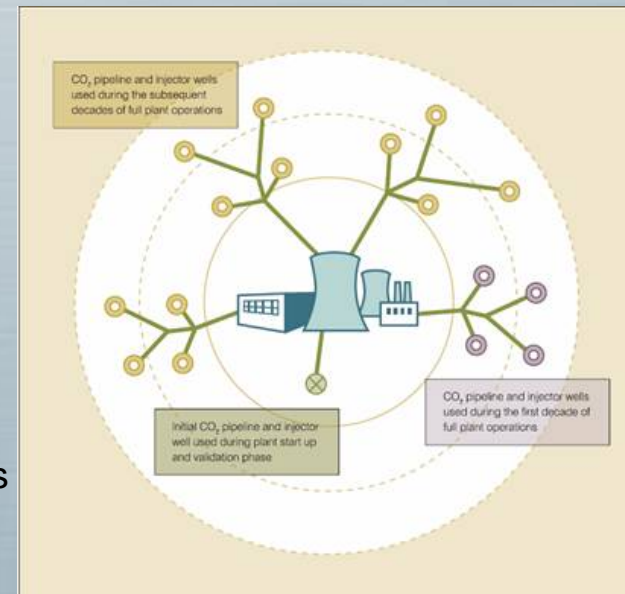 CO₂ pipeline and injector wells
used during the subsequent
decades of full plant operations
CO₂ pipeline and injector wells
used during the first decade of
full plant operations
Initial CO₂ pipeline and injector
well used during plant start up
and validation phase
s